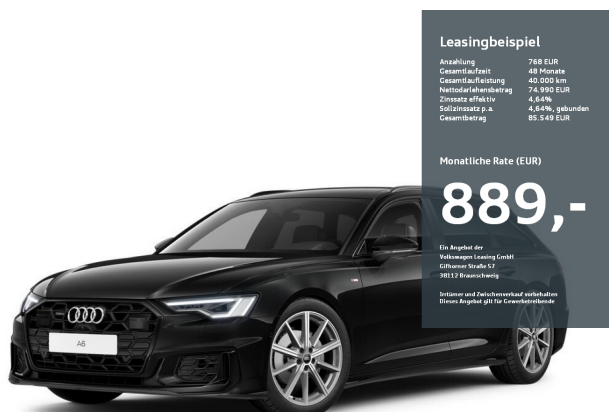 Leasingbeispiel
Anzahlung 768 EUR
Gesamtlaufzeit 48 Monate
Gesamtlaufleistung 40.000 km
Nettodarlehensbetrag 74.990 EUR
Zinssatz effektiv 4,64%
Sollzinssatz p.a. 4,64%, gebunden
Gesamtbetrag 85.549 EUR
Monatliche Rate (EUR)
889,-
Ein Angebot der
Volkswagen Leasing GmbH
Gifhorner Straße 57
38112 Braunschweig
Irrtümer und Zwischenverkauf vorbehalten
Dieses Angebot gilt für Gewerbetreibende
A6